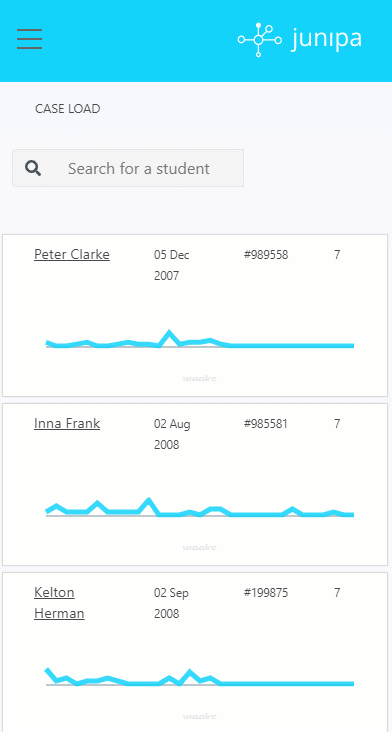 junıpa
CASE LOAD
Search for a student
Peter Clarke 05 Dec #989558 7
2007
weeks
Inna Frank 02 Aug #985581 7
2008
weeks
Kelton 02 Sep #199875 7
Herman 2008
weeks